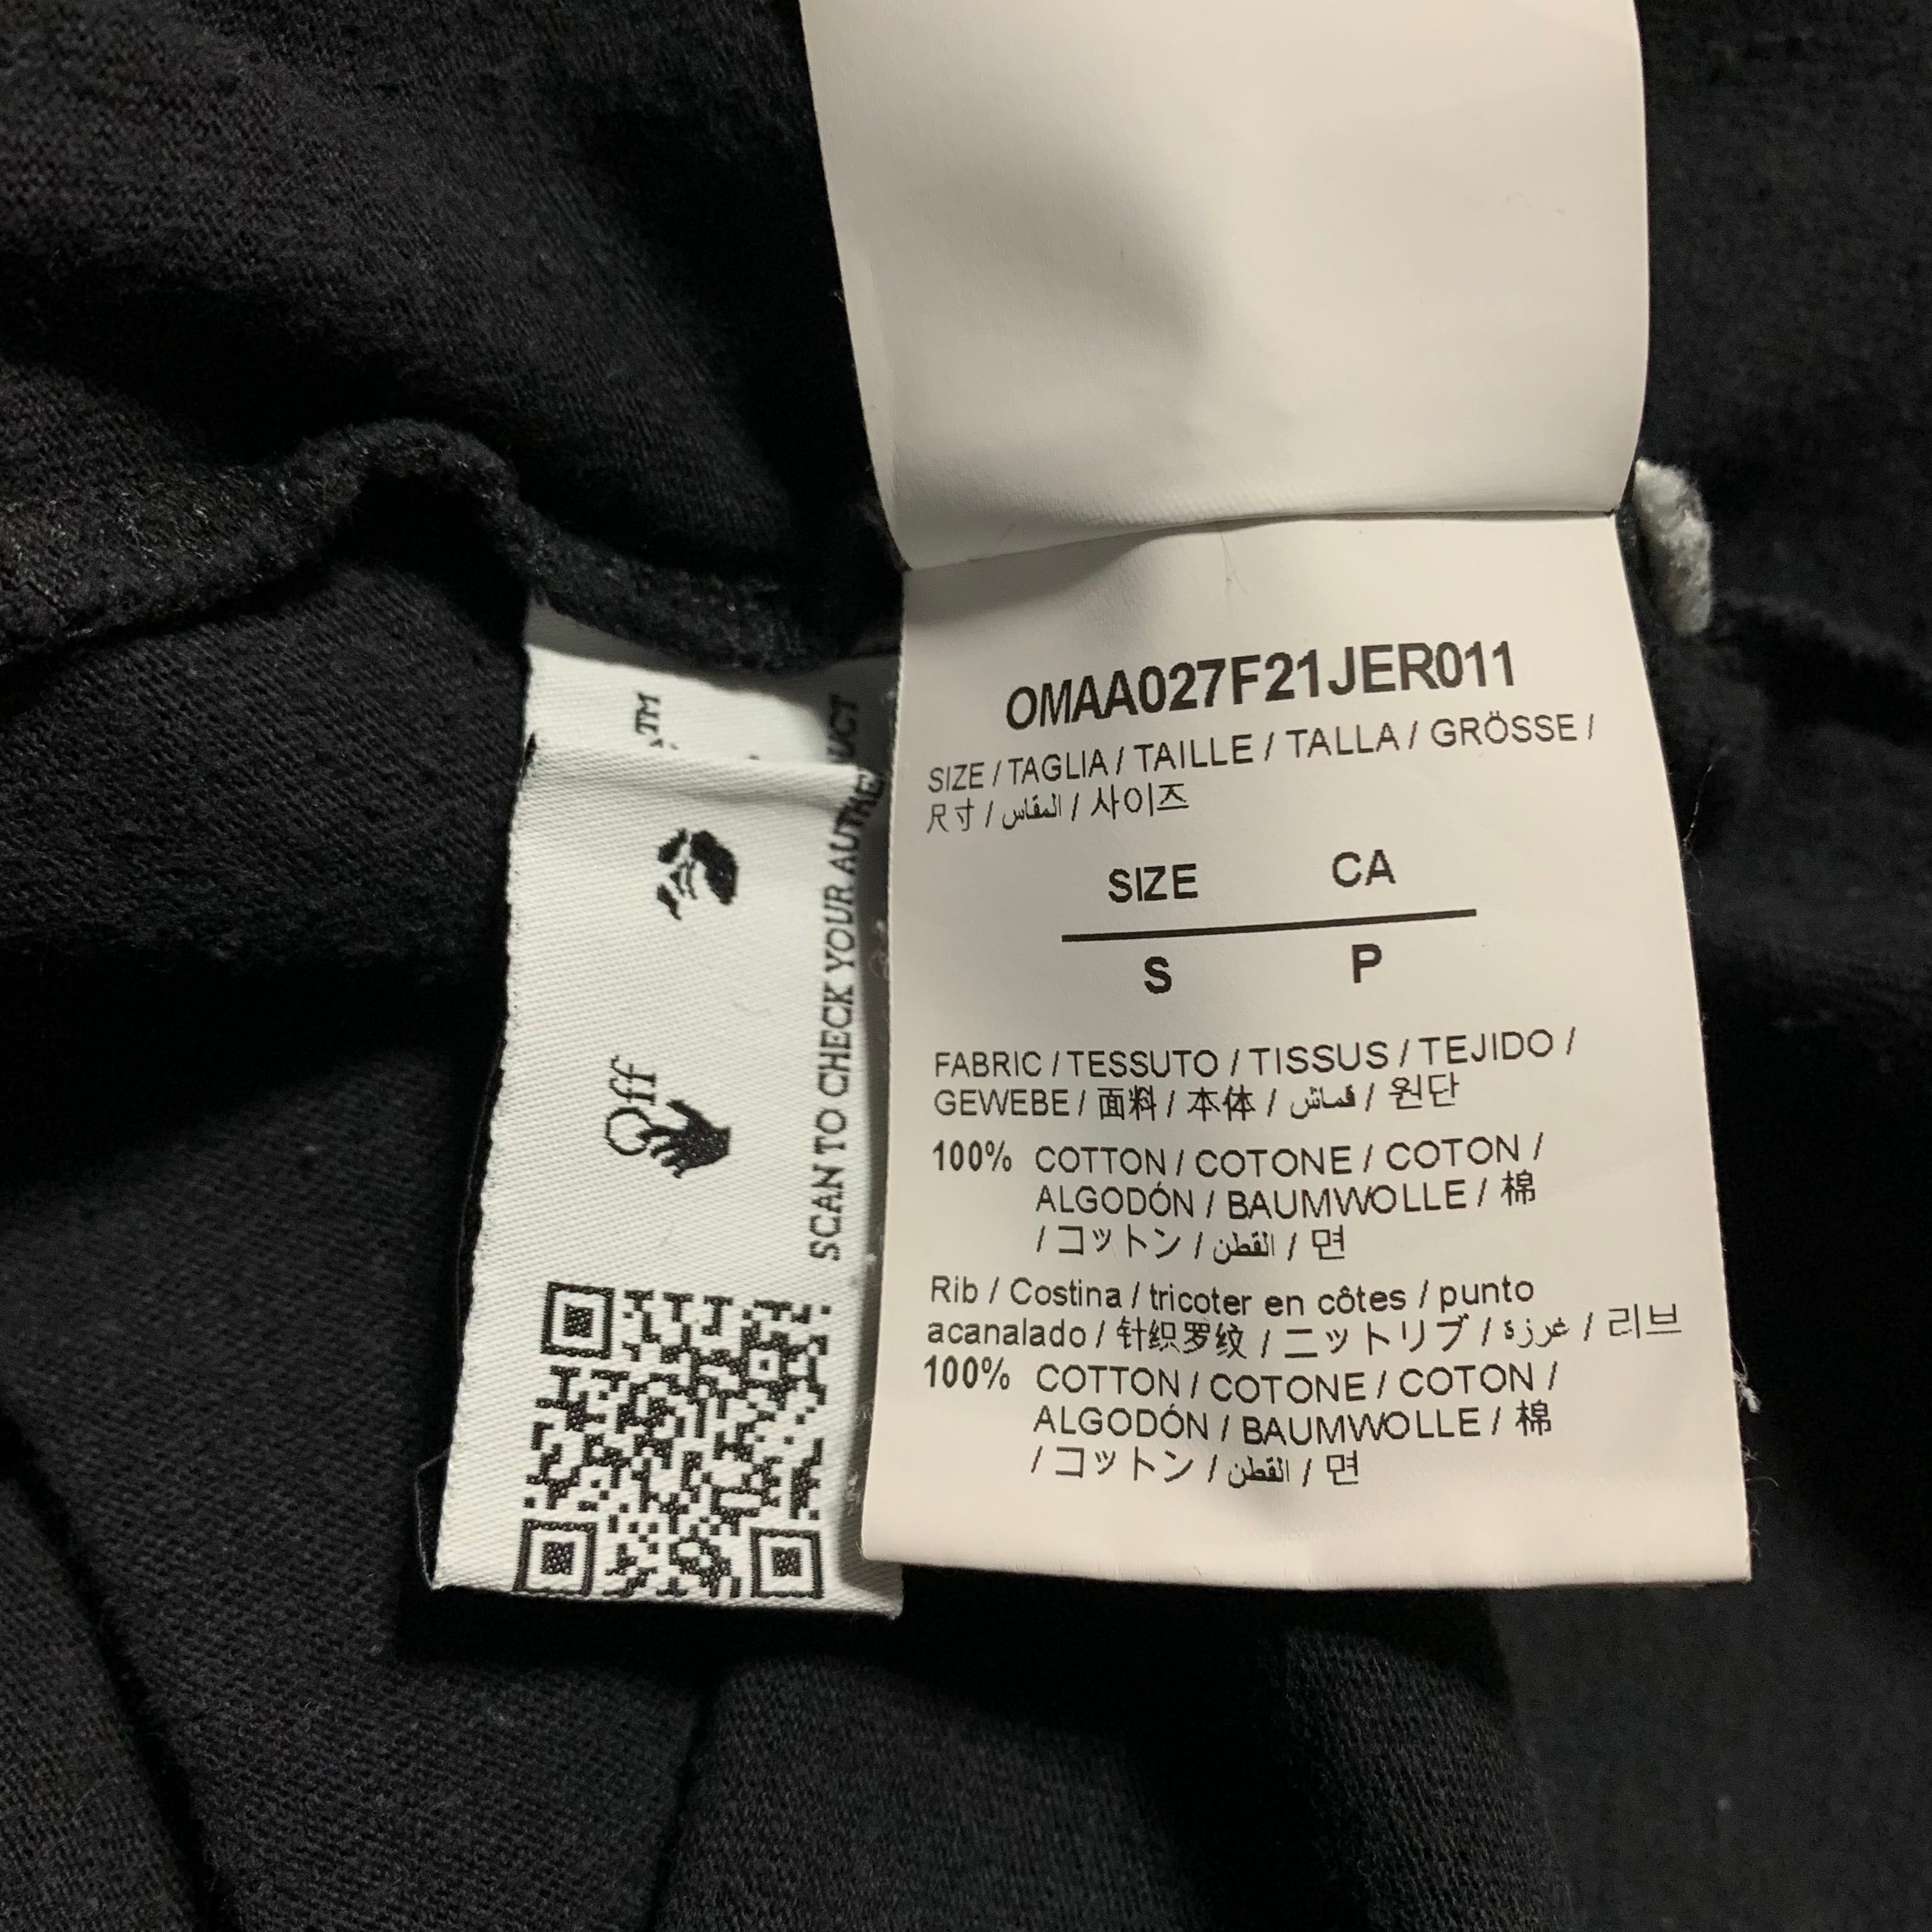 OMAA027F21JER011
SIZE / TAGLIA / TAILLE / TALLA / GRÖSSE /
尺寸 / المقاس / 사이즈
SIZE CA
S P
FABRIC / TESSUTO / TISSUS / TEJIDO /
GEWEBE / 面料 / 本体 / قماش / 원단
100% COTTON / COTONE / COTON /
ALGODÓN / BAUMWOLLE / 棉
/ コットン / القطن / 면
Rib / Costina / tricoter en côtes / punto
acanalado / 针织罗纹 / ニットリブ / غرزة / 리브
100% COTTON / COTONE / COTON /
ALGODÓN / BAUMWOLLE / 棉
/ コットン / القطن / 면
TM
Off
SCAN TO CHECK YOUR